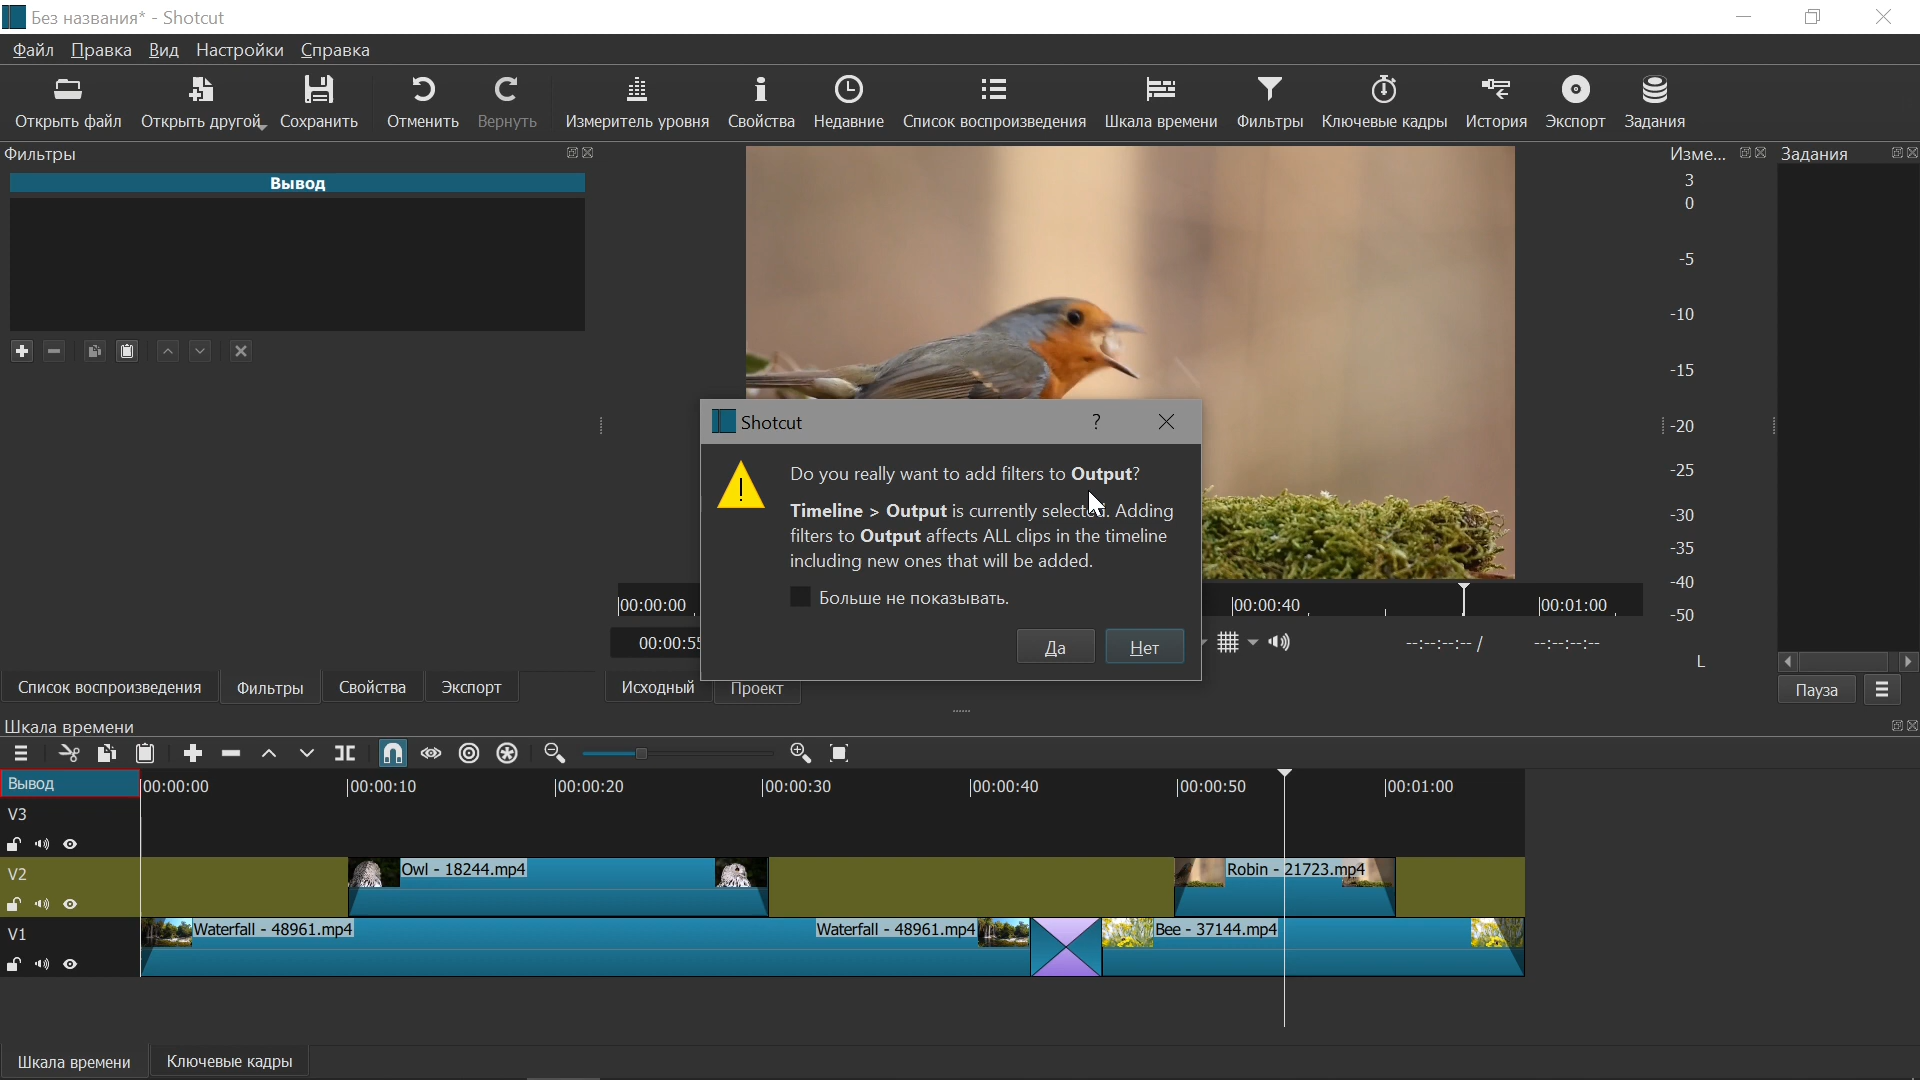 Без названия* - Shotcut
Файл Правка Вид Настройки Справка
Открыть файл Открыть другой Сохранить Отменить Вернуть Измеритель уровня Свойства Недавние Список воспроизведения Шкала времени Фильтры Ключевые кадры История Экспорт Задания
Фильтры
Вывод
Изме... Задания
3
0
-5
-10
-15
-20
-25
-30
-35
-40
-50
L
Shotcut ?
Do you really want to add filters to Output?
Timeline > Output is currently selected. Adding
filters to Output affects ALL clips in the timeline
including new ones that will be added.
Больше не показывать.
Да Нет
00:00:00 00:00:40 00:01:00
00:00:55 --:--:--:-- / --:--:--:--
Список воспроизведения Фильтры Свойства Экспорт Исходный Проект Пауза
Шкала времени
Вывод 00:00:00 00:00:10 00:00:20 00:00:30 00:00:40 00:00:50 00:01:00
V3
V2 Owl - 18244.mp4 Robin - 21723.mp4
V1 Waterfall - 48961.mp4 Waterfall - 48961.mp4 Bee - 37144.mp4
Шкала времени Ключевые кадры